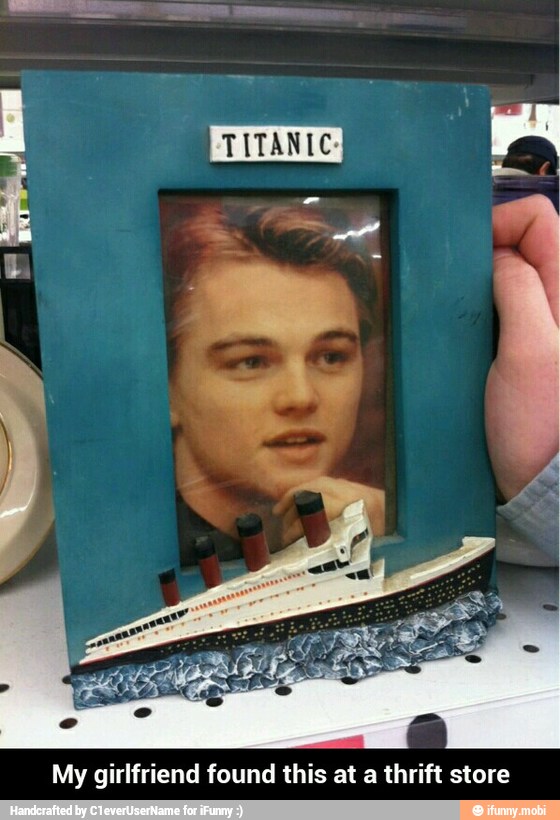 TITANIC
My girlfriend found this at a thrift store
Handcrafted by C1everUserName for iFunny :)
ifunny.mobi